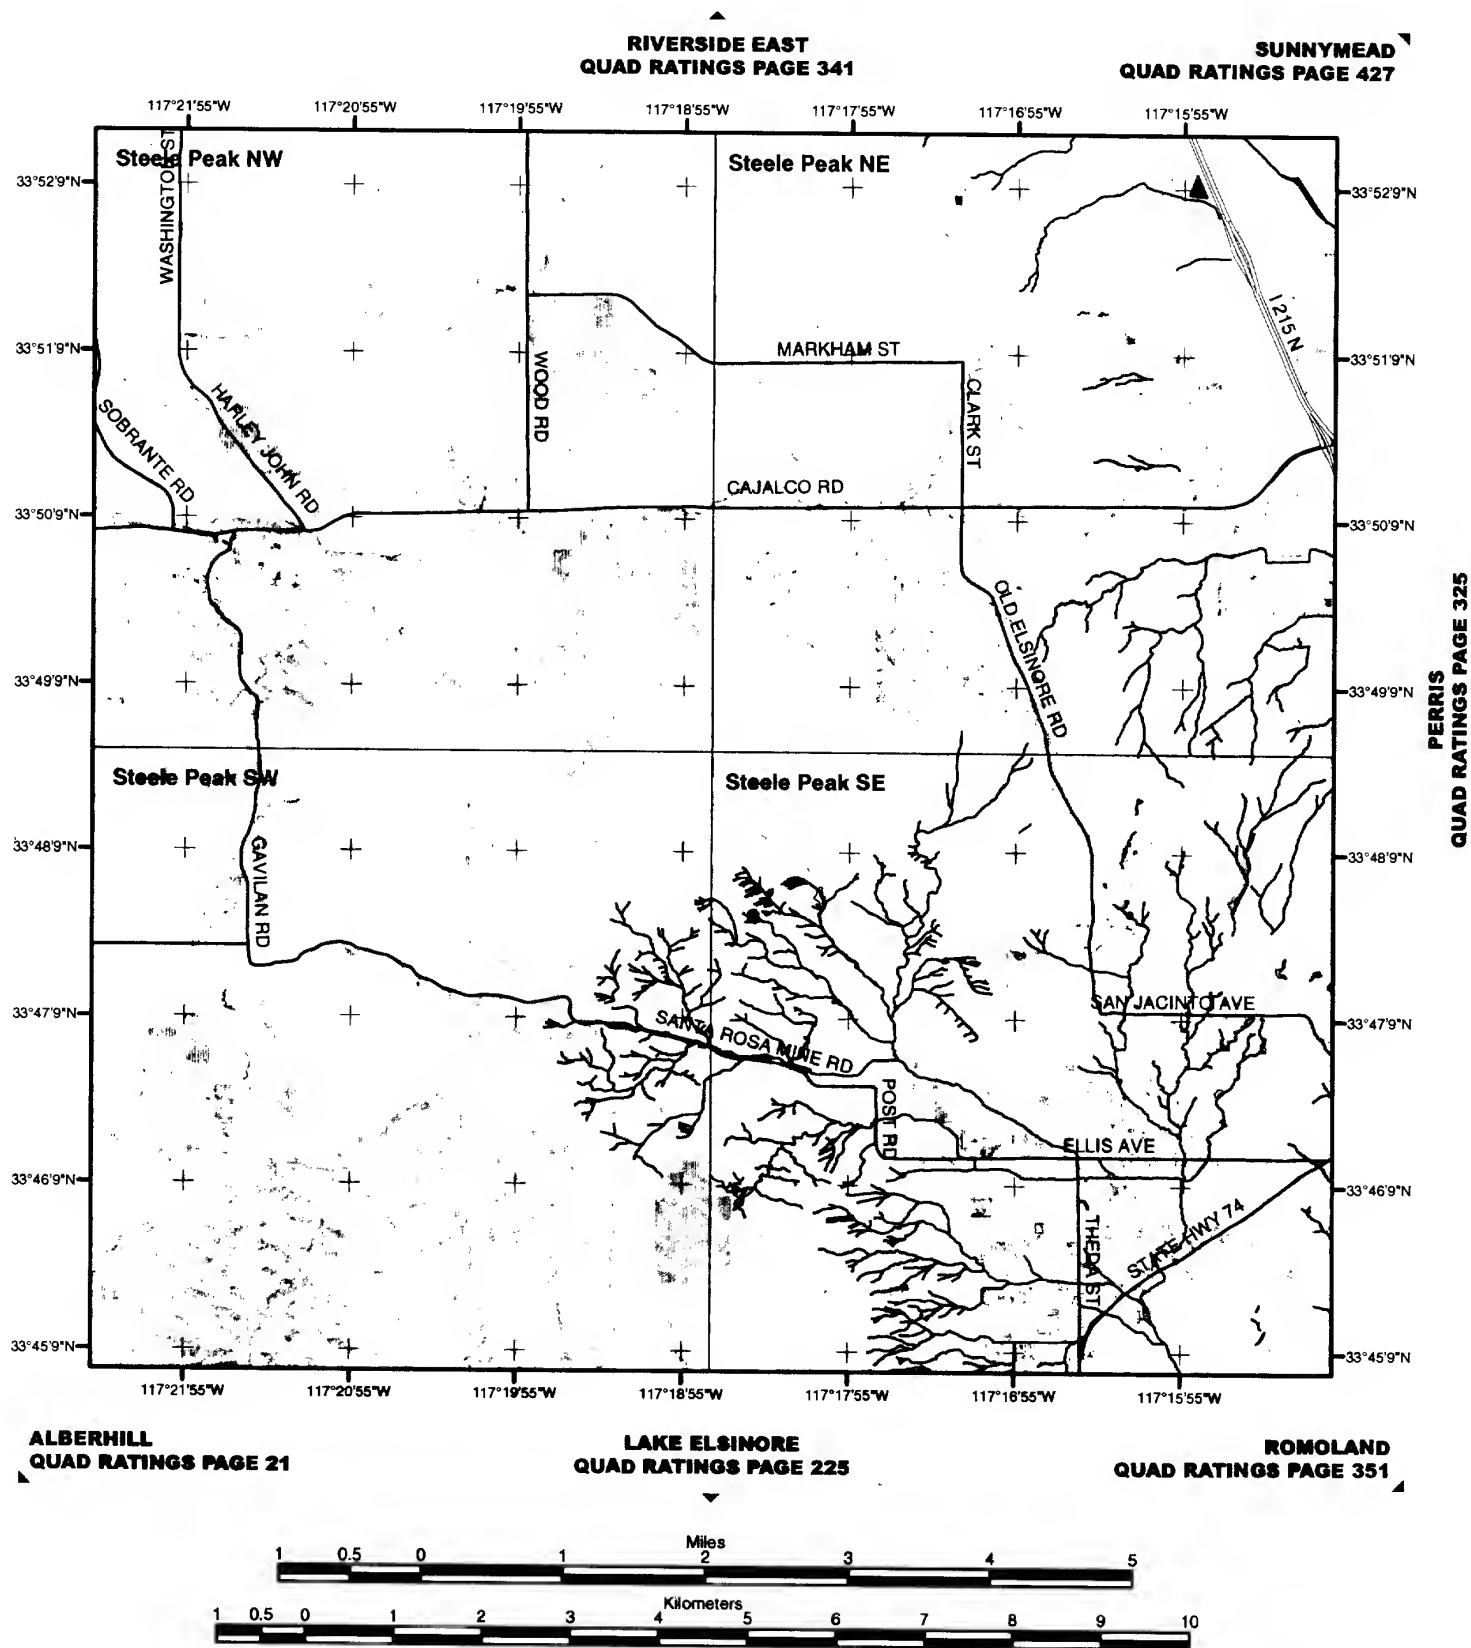 RIVERSIDE EAST
QUAD RATINGS PAGE 341
SUNNYMEAD
QUAD RATINGS PAGE 427
117°21'55"W 117°20'55"W 117°19'55"W 117°18'55"W 117°17'55"W 117°16'55"W 117°15'55"W
Steele Peak NW
Steele Peak NE
33°52'9"N
33°52'9"N
WASHINGTON ST
I 215 N
33°51'9"N
33°51'9"N
MARKHAM ST
WOOD RD
CLARK ST
HARLEY JOHN RD
SOBRANTE RD
CAJALCO RD
33°50'9"N
33°50'9"N
OLD ELSINORE RD
PERRIS
QUAD RATINGS PAGE 325
33°49'9"N
33°49'9"N
Steele Peak SW
Steele Peak SE
33°48'9"N
33°48'9"N
GAVILAN RD
SAN JACINTO AVE
33°47'9"N
33°47'9"N
SANTA ROSA MINE RD
POST RD
ELLIS AVE
33°46'9"N
33°46'9"N
THEDA ST
STATE HWY 74
33°45'9"N
33°45'9"N
117°21'55"W 117°20'55"W 117°19'55"W 117°18'55"W 117°17'55"W 117°16'55"W 117°15'55"W
ALBERHILL
QUAD RATINGS PAGE 21
LAKE ELSINORE
QUAD RATINGS PAGE 225
ROMOLAND
QUAD RATINGS PAGE 351
Miles
1 0.5 0 1 2 3 4 5
Kilometers
1 0.5 0 1 2 3 4 5 6 7 8 9 10